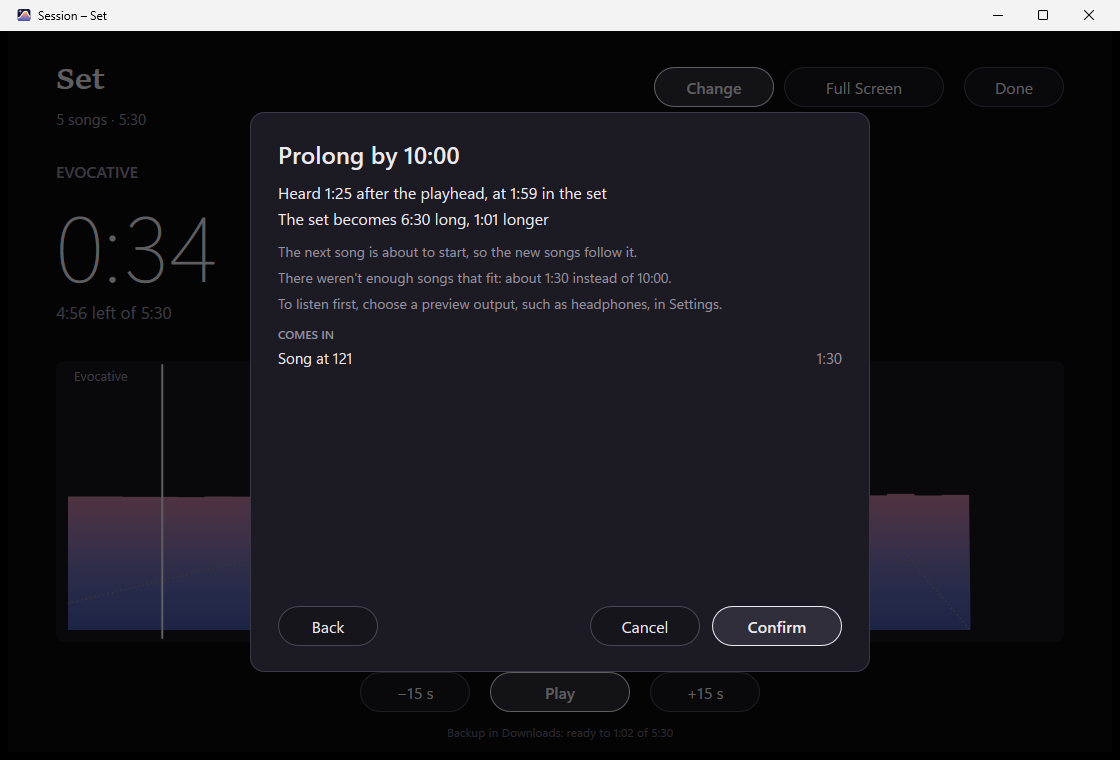 Session – Set
Set
Change
Full Screen
Done
5 songs · 5:30
EVOCATIVE
0:34
4:56 left of 5:30
Evocative
Prolong by 10:00
Heard 1:25 after the playhead, at 1:59 in the set
The set becomes 6:30 long, 1:01 longer
The next song is about to start, so the new songs follow it.
There weren't enough songs that fit: about 1:30 instead of 10:00.
To listen first, choose a preview output, such as headphones, in Settings.
COMES IN
Song at 121 1:30
Back
Cancel
Confirm
−15 s
Play
+15 s
Backup in Downloads: ready to 1:02 of 5:30